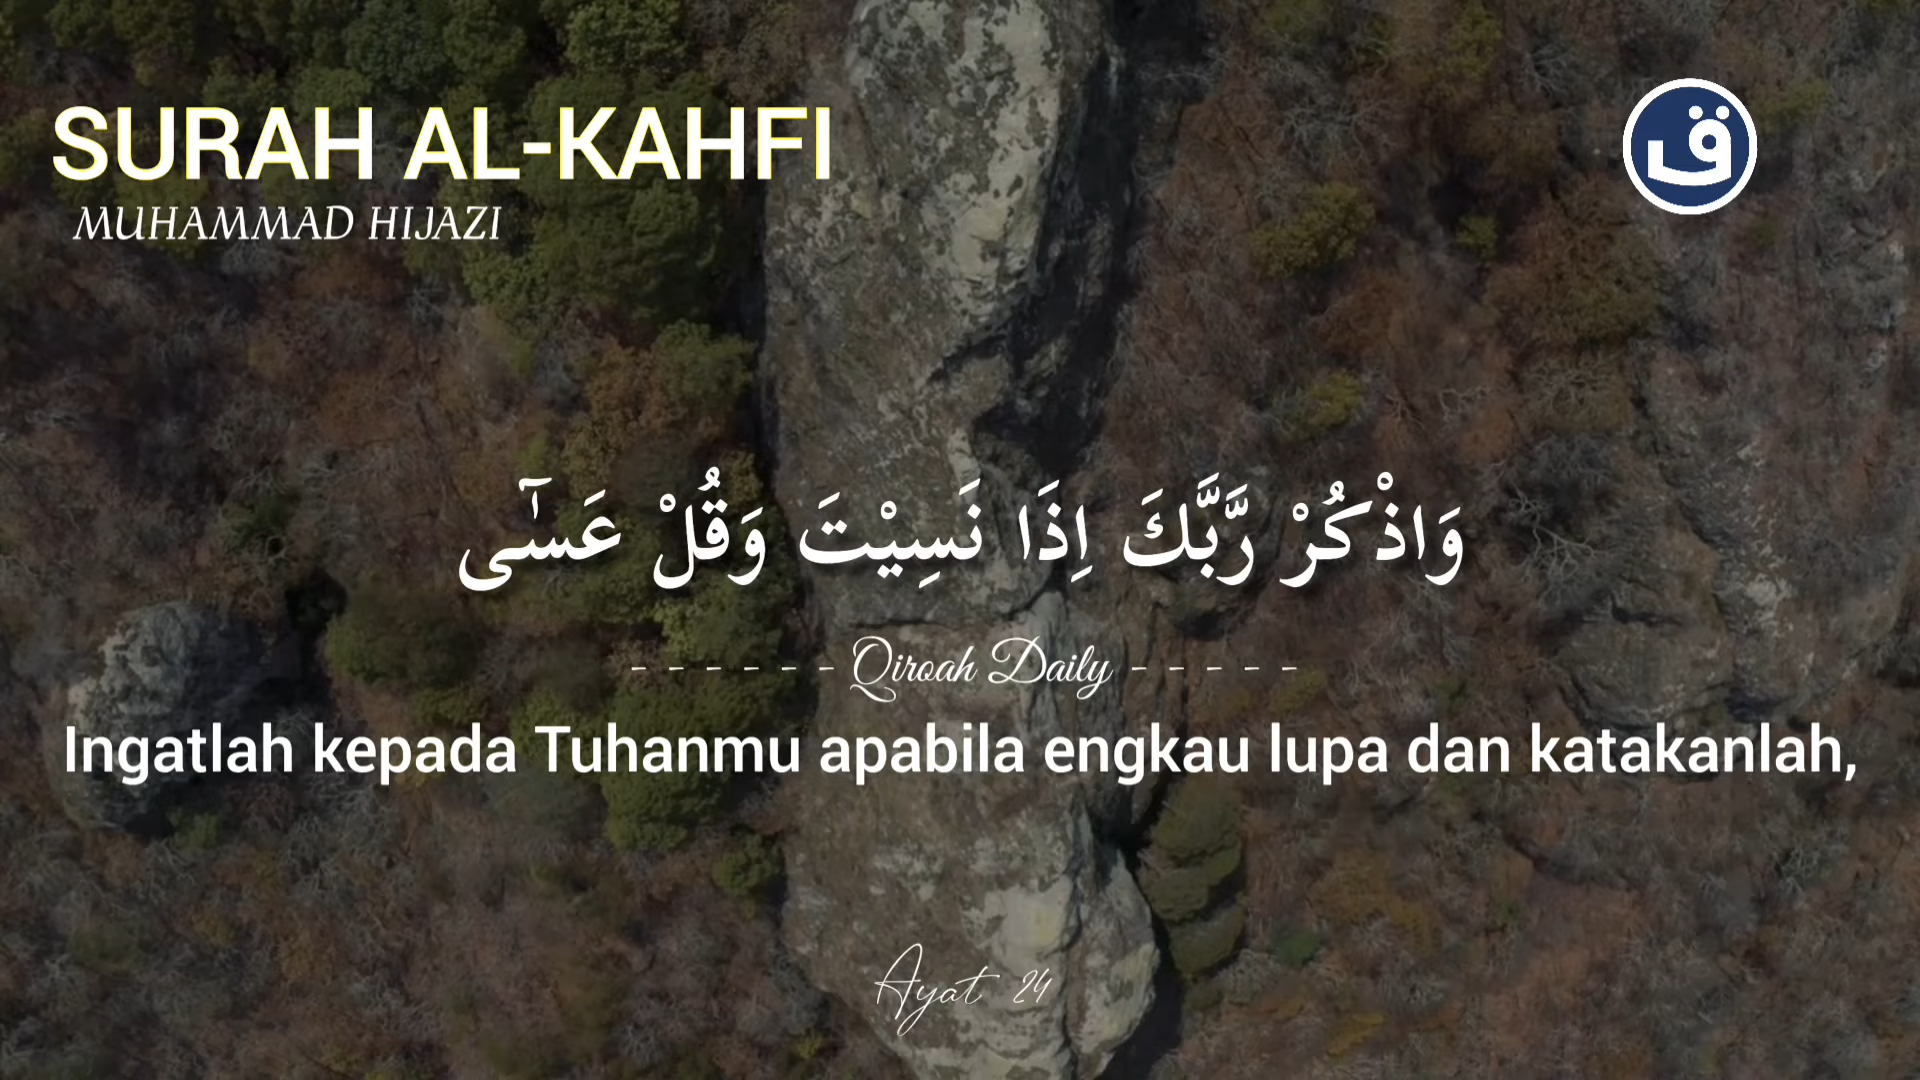 SURAH AL-KAHFI
MUHAMMAD HIJAZI
ق
وَاذْكُرْ رَّبَّكَ اِذَا نَسِيْتَ وَقُلْ عَسٰٓى
- - - - - - Qiroah Daily - - - - -
Ingatlah kepada Tuhanmu apabila engkau lupa dan katakanlah,
Ayat 24